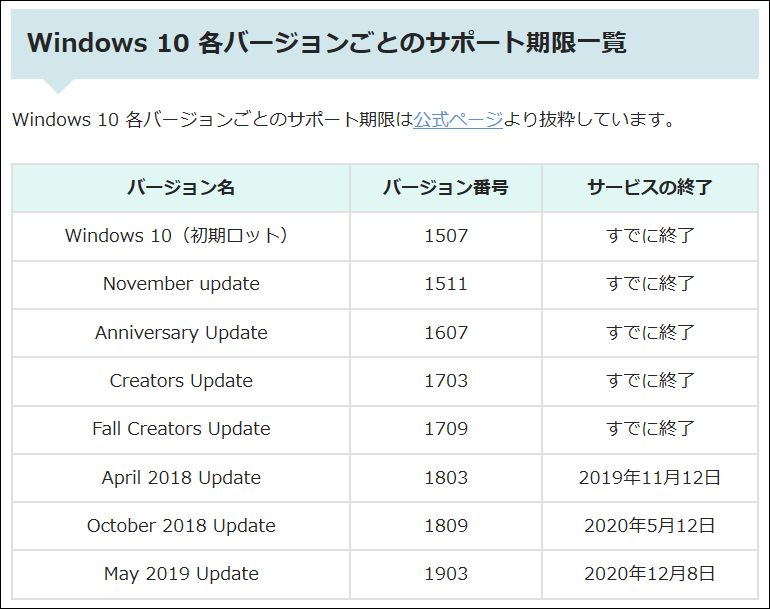 Windows 10 各バージョンごとのサポート期限一覧
Windows 10 各バージョンごとのサポート期限は公式ページより抜粋しています。
バージョン名 バージョン番号 サービスの終了
Windows 10（初期ロット） 1507 すでに終了
November update 1511 すでに終了
Anniversary Update 1607 すでに終了
Creators Update 1703 すでに終了
Fall Creators Update 1709 すでに終了
April 2018 Update 1803 2019年11月12日
October 2018 Update 1809 2020年5月12日
May 2019 Update 1903 2020年12月8日